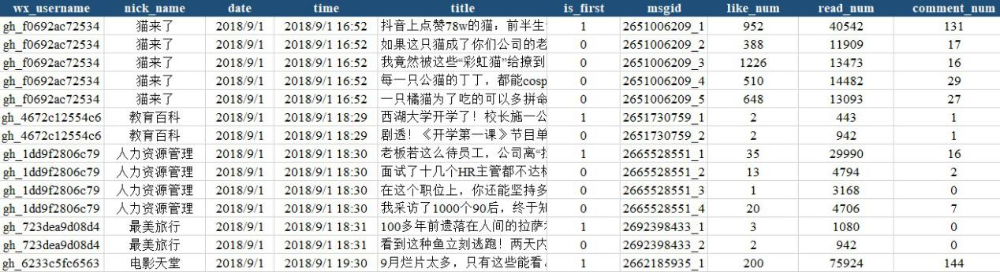 wx_username nick_name date time title is_first msgid like_num read_num comment_num
gh_f0692ac72534 猫来了 2018/9/1 2018/9/1 16:52 抖音上点赞78w的猫：前半生 1 2651006209_1 952 40542 131
gh_f0692ac72534 猫来了 2018/9/1 2018/9/1 16:52 如果这只猫成了你们公司的老 0 2651006209_2 388 11909 17
gh_f0692ac72534 猫来了 2018/9/1 2018/9/1 16:52 我竟然被这些“彩虹猫”给撩到 0 2651006209_3 1226 13473 16
gh_f0692ac72534 猫来了 2018/9/1 2018/9/1 16:52 每一只公猫的丁丁，都能cosp 0 2651006209_4 510 14482 29
gh_f0692ac72534 猫来了 2018/9/1 2018/9/1 16:52 一只橘猫为了吃的可以多拼命 0 2651006209_5 648 13093 27
gh_4672c12554c6 教育百科 2018/9/1 2018/9/1 18:29 西湖大学开学了！校长施一公 1 2651730759_1 2 443 1
gh_4672c12554c6 教育百科 2018/9/1 2018/9/1 18:29 剧透！《开学第一课》节目单 0 2651730759_2 2 942 1
gh_1dd9f2806c79 人力资源管理 2018/9/1 2018/9/1 18:30 老板若这么待员工，公司离“ 1 2665528551_1 35 29990 16
gh_1dd9f2806c79 人力资源管理 2018/9/1 2018/9/1 18:30 面试了十几个HR主管都不达 0 2665528551_2 13 4794 2
gh_1dd9f2806c79 人力资源管理 2018/9/1 2018/9/1 18:30 在这个职位上，你还能坚持多 0 2665528551_3 1 3168 0
gh_1dd9f2806c79 人力资源管理 2018/9/1 2018/9/1 18:30 我采访了1000个90后，终于知 0 2665528551_4 20 4706 7
gh_723dea9d08d4 最美旅行 2018/9/1 2018/9/1 18:31 100多年前遗落在人间的拉萨 1 2692398433_1 3 1080 0
gh_723dea9d08d4 最美旅行 2018/9/1 2018/9/1 18:31 看到这种鱼立刻逃跑！两天内 0 2692398433_2 2 942 0
gh_6233c5fc6563 电影天堂 2018/9/1 2018/9/1 19:30 9月烂片太多，只有这些能看 1 2662185935_1 200 75924 144